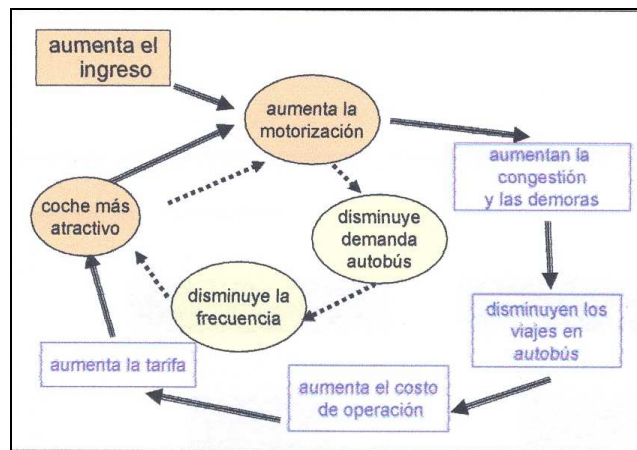 aumenta el
ingreso
aumenta la
motorización
aumentan la
congestión
y las demoras
coche más
atractivo
disminuye
demanda
autobús
disminuye la
frecuencia
disminuyen los
viajes en
autobús
aumenta la tarifa
aumenta el costo
de operación